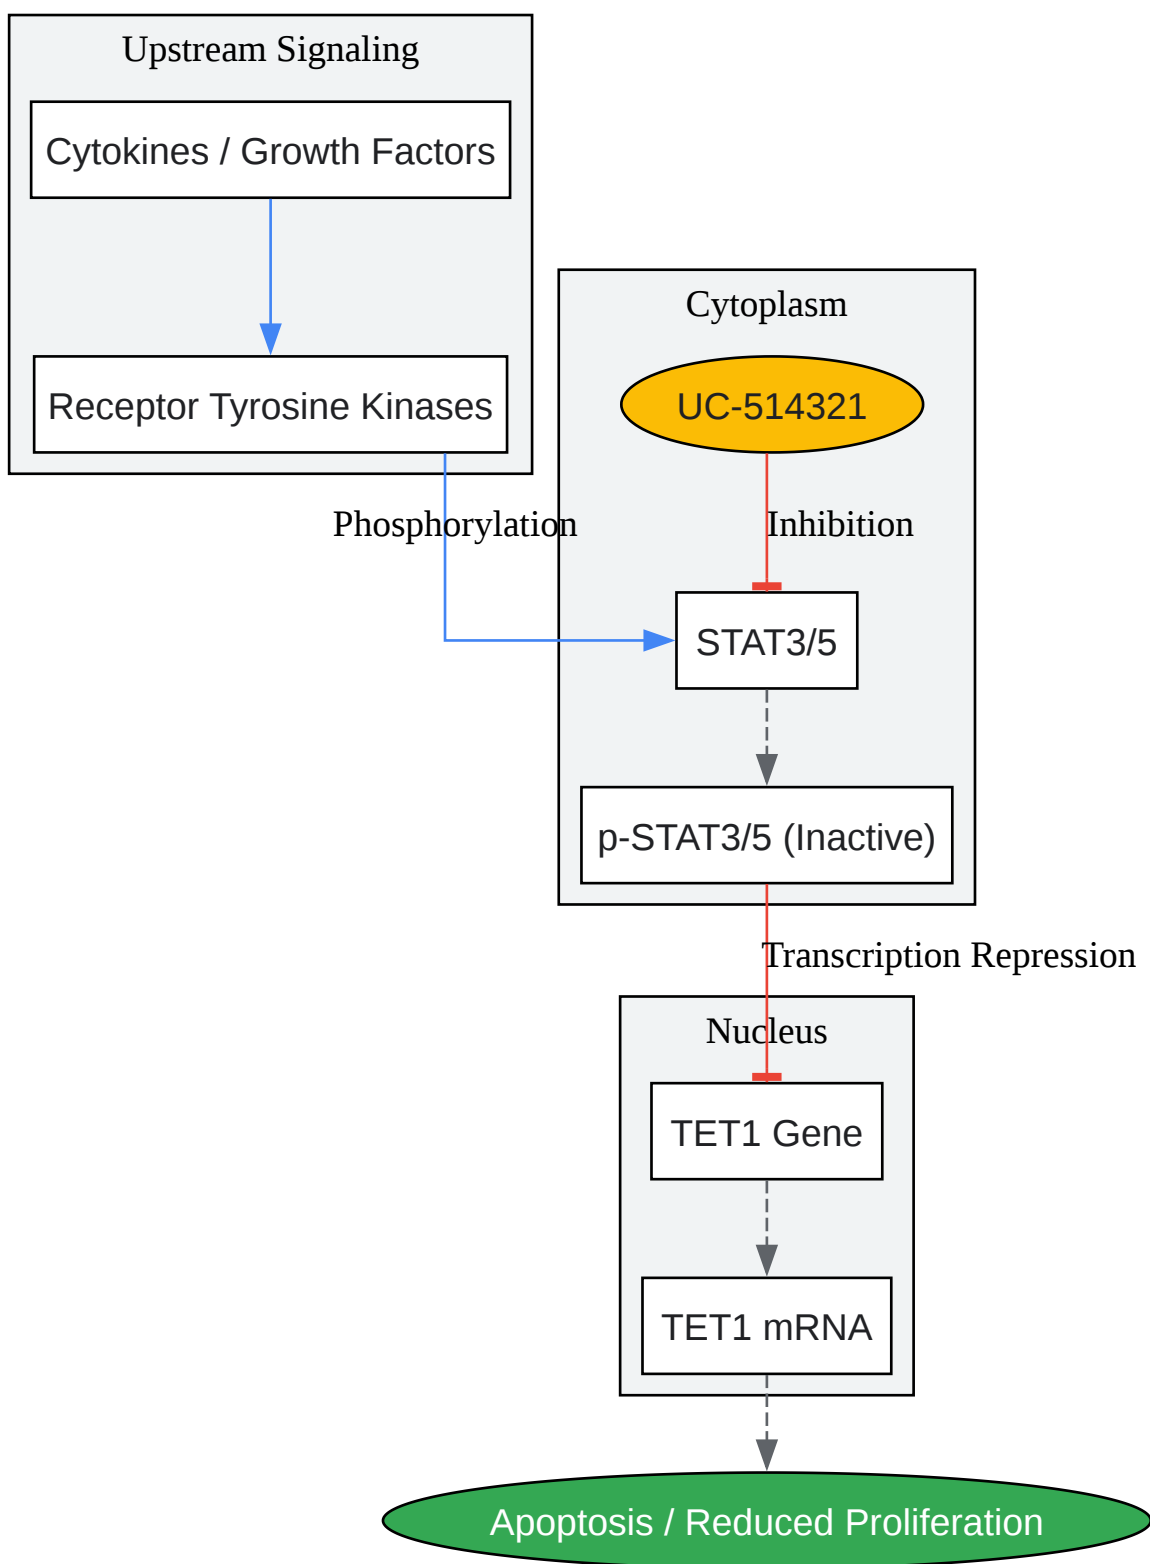 Upstream Signaling
Cytokines / Growth Factors
Receptor Tyrosine Kinases
Phosphorylation
Cytoplasm
UC-514321
Inhibition
STAT3/5
p-STAT3/5 (Inactive)
Transcription Repression
Nucleus
TET1 Gene
TET1 mRNA
Apoptosis / Reduced Proliferation